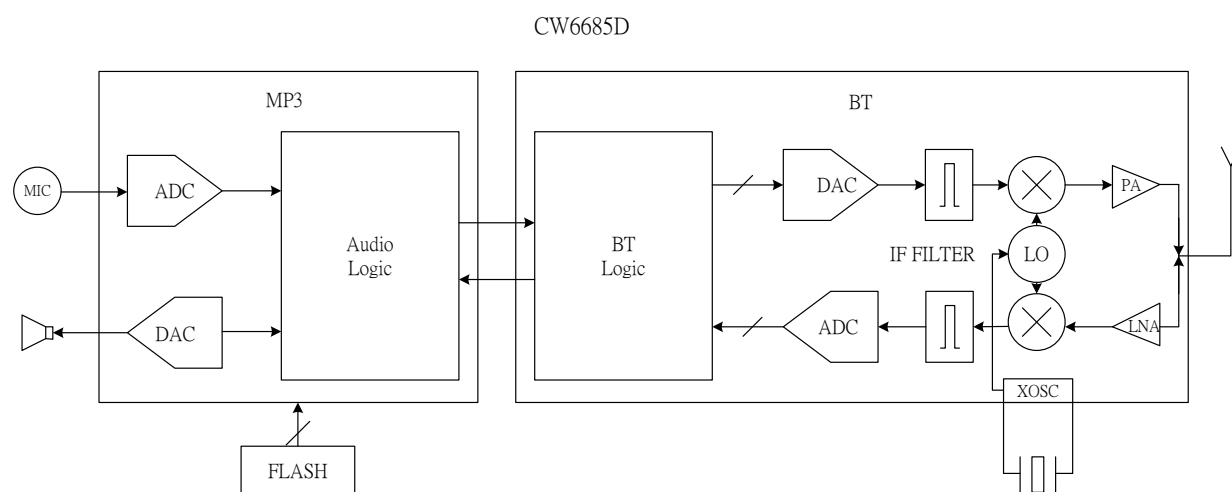 CW6685D
MP3
BT
MIC
ADC
DAC
Audio
Logic
BT
Logic
DAC
PA
IF FILTER
LO
ADC
LNA
XOSC
FLASH